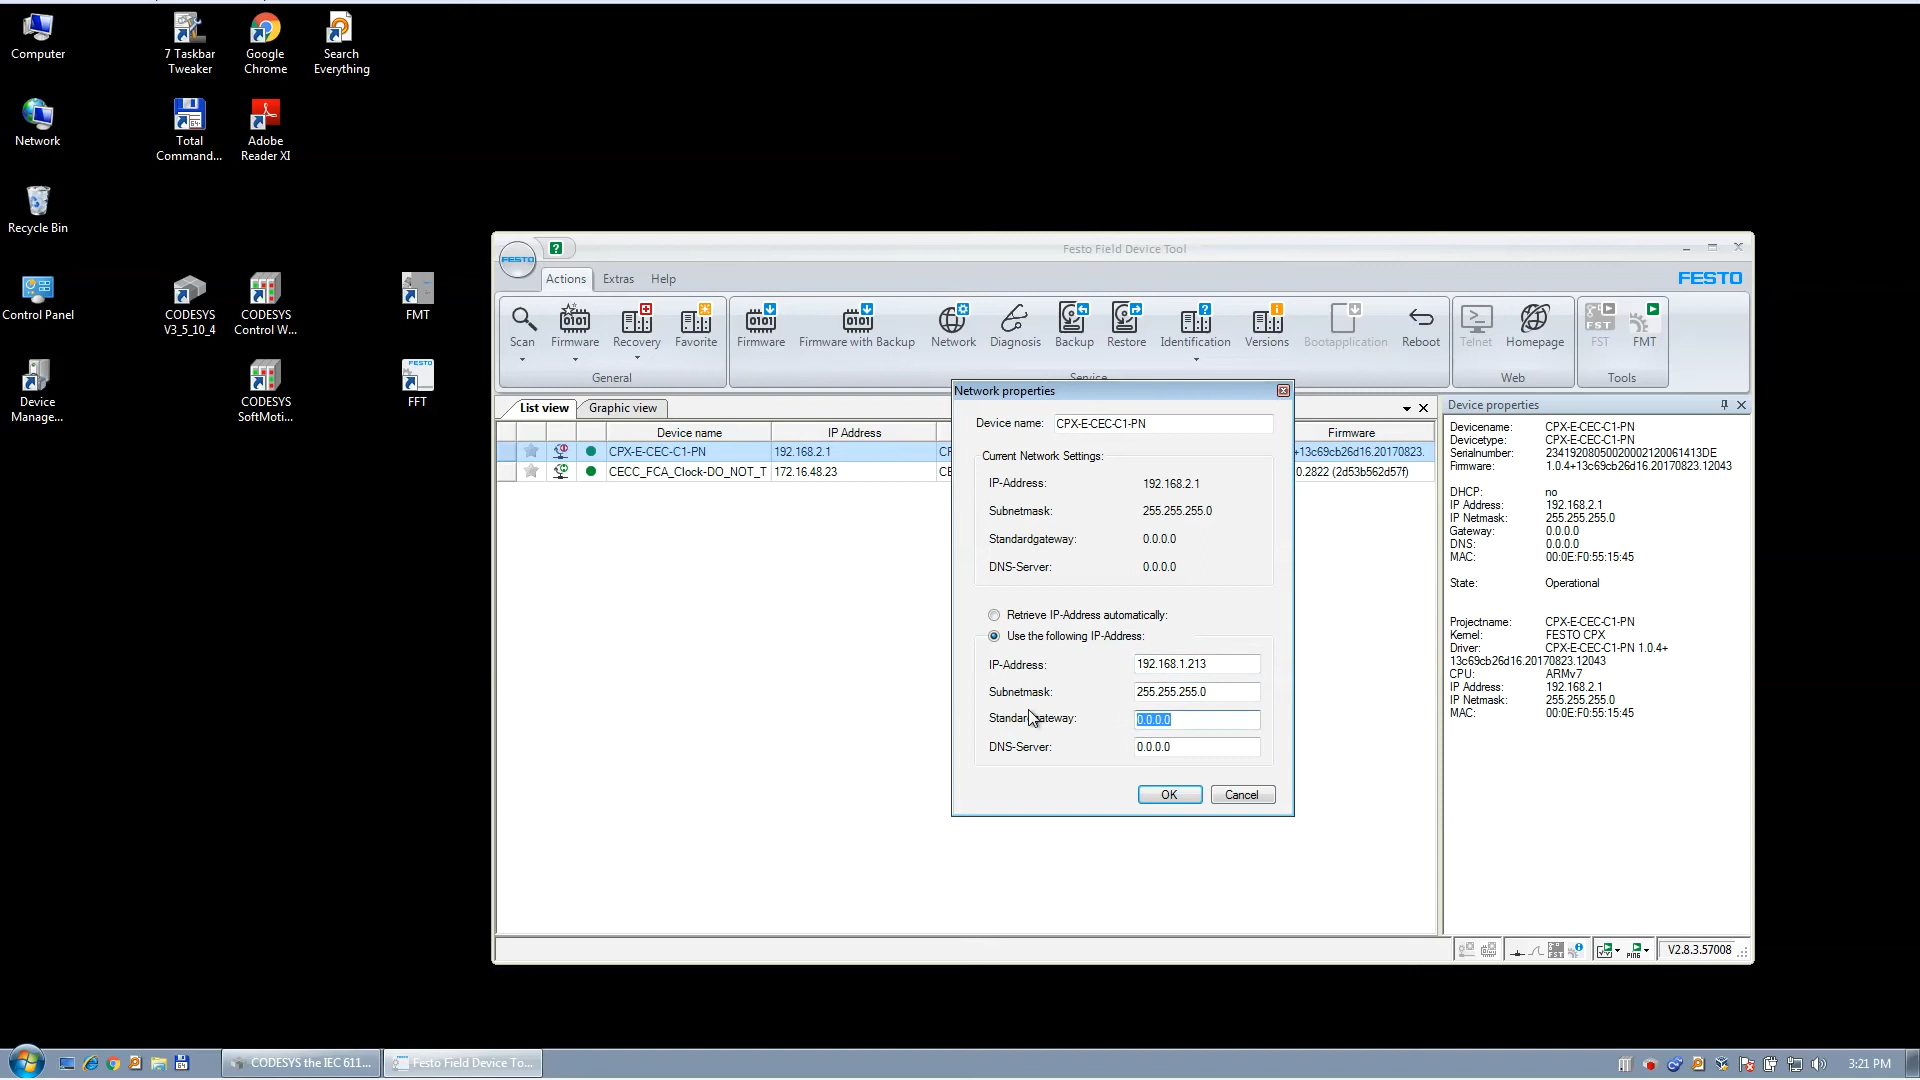 Computer
7 Taskbar
Tweaker
Google
Chrome
Search
Everything
Network
Total
Command...
Adobe
Reader XI
Recycle Bin
Control Panel
CODESYS
V3_5_10_4
CODESYS
Control W...
FMT
Device
Manage...
CODESYS
SoftMoti...
FFT
Festo Field Device Tool
FESTO
Actions
Extras
Help
FESTO
Scan
Firmware
Recovery
Favorite
General
Firmware
Firmware with Backup
Network
Diagnosis
Backup
Restore
Identification
Versions
Bootapplication
Reboot
Service
Telnet
Homepage
Web
FST
FMT
Tools
List view
Graphic view
Device name
IP Address
Firmware
CPX-E-CEC-C1-PN
192.168.2.1
+13c69cb26d16.20170823.
CECC_FCA_Clock-DO_NOT_T
172.16.48.23
0.2822 (2d53b562d57f)
Network properties
Device name:
CPX-E-CEC-C1-PN
Current Network Settings:
IP-Address:
192.168.2.1
Subnetmask:
255.255.255.0
Standardgateway:
0.0.0.0
DNS-Server:
0.0.0.0
Retrieve IP-Address automatically:
Use the following IP-Address:
IP-Address:
192.168.1.213
Subnetmask:
255.255.255.0
Standardgateway:
0.0.0.0
DNS-Server:
0.0.0.0
OK
Cancel
Device properties
Devicename: CPX-E-CEC-C1-PN
Devicetype: CPX-E-CEC-C1-PN
Serialnumber: 23419208050020002120061413DE
Firmware: 1.0.4+13c69cb26d16.20170823.12043
DHCP: no
IP Address: 192.168.2.1
IP Netmask: 255.255.255.0
Gateway: 0.0.0.0
DNS: 0.0.0.0
MAC: 00:0E:F0:55:15:45
State: Operational
Projectname: CPX-E-CEC-C1-PN
Kernel: FESTO CPX
Driver: CPX-E-CEC-C1-PN 1.0.4+
13c69cb26d16.20170823.12043
CPU: ARMv7
IP Address: 192.168.2.1
IP Netmask: 255.255.255.0
MAC: 00:0E:F0:55:15:45
V2.8.3.57008
CODESYS the IEC 611...
Festo Field Device To...
3:21 PM